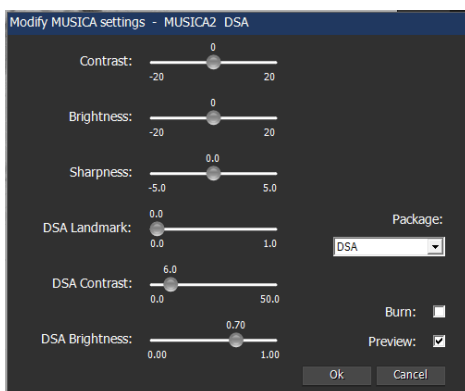 Modify MUSICA settings - MUSICA2 DSA
Contrast:
0
-20 20
Brightness:
0
-20 20
Sharpness:
0.0
-5.0 5.0
DSA Landmark:
0.0
0.0 1.0
Package:
DSA
DSA Contrast:
6.0
0.0 50.0
Burn:
DSA Brightness:
0.70
0.00 1.00
Preview:
Ok Cancel